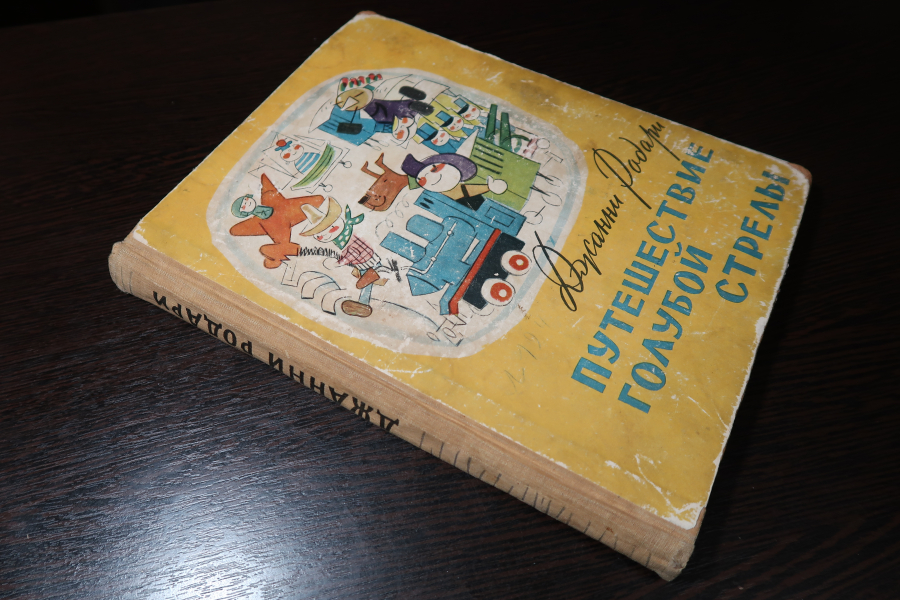 Джанни Родари
ПУТЕШЕСТВИЕ
ГОЛУБОЙ
СТРЕЛЫ
ДЖАННИ РОДАРИ